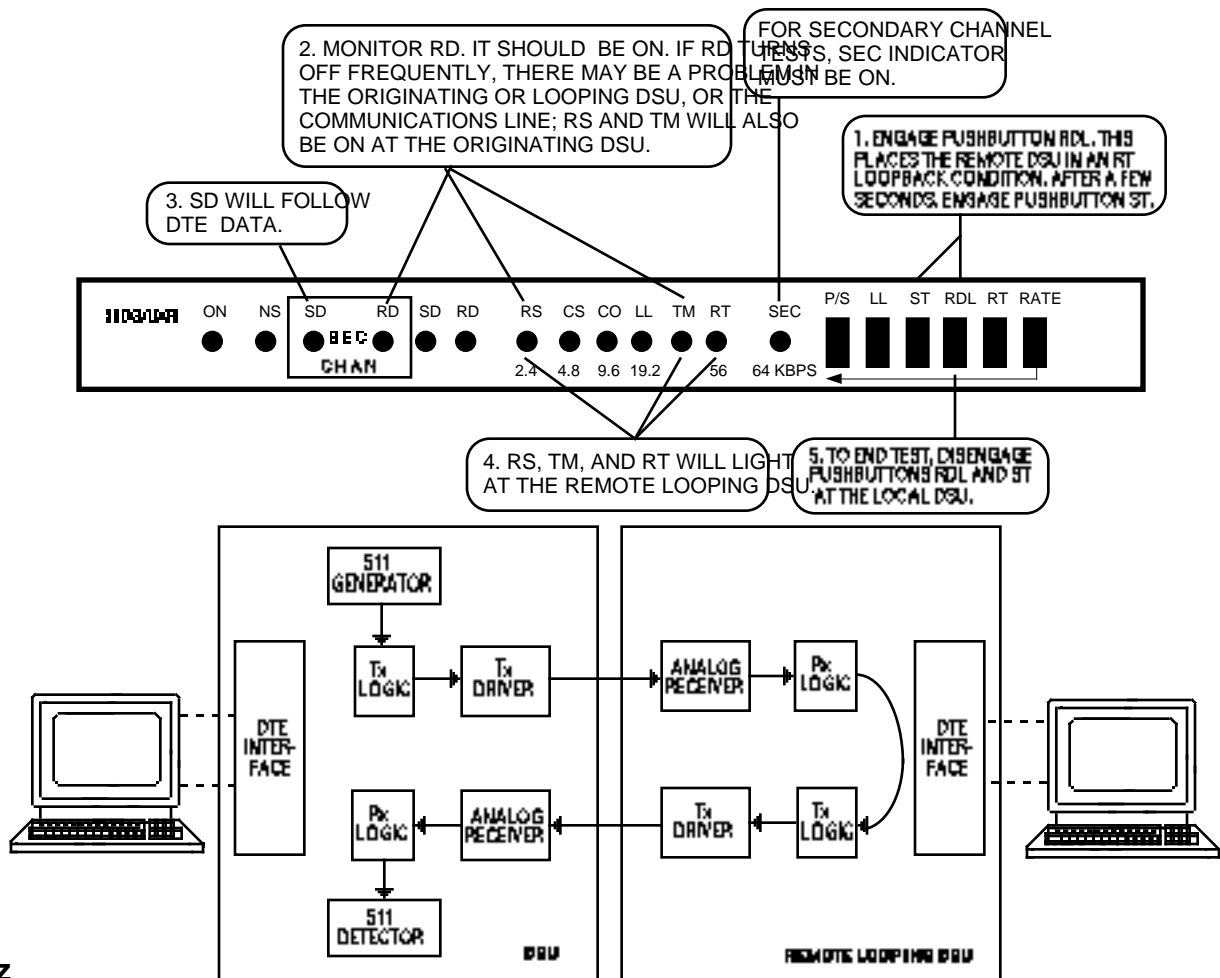 FOR SECONDARY CHANNEL
TESTS, SEC INDICATOR
MUST BE ON.
2. MONITOR RD. IT SHOULD BE ON. IF RD TURNS
OFF FREQUENTLY, THERE MAY BE A PROBLEM IN
THE ORIGINATING OR LOOPING DSU, OR THE
COMMUNICATIONS LINE; RS AND TM WILL ALSO
BE ON AT THE ORIGINATING DSU.
1. ENGAGE PUSHBUTTON RDL. THIS
PLACES THE REMOTE DSU IN AN RT
LOOPBACK CONDITION. AFTER A FEW
SECONDS, ENGAGE PUSHBUTTON ST.
3. SD WILL FOLLOW
DTE DATA.
P/S LL ST RDL RT RATE
ON NS SD RD SD RD RS CS CO LL TM RT SEC
SEC
CHAN
2.4 4.8 9.6 19.2 56 64 KBPS
4. RS, TM, AND RT WILL LIGHT
AT THE REMOTE LOOPING DSU.
5. TO END TEST, DISENGAGE
PUSHBUTTONS RDL AND ST
AT THE LOCAL DSU.
511
GENERATOR
Tx
LOGIC
Tx
DRIVER
ANALOG
RECEIVER
Rx
LOGIC
DTE
INTER-
FACE
DTE
INTER-
FACE
Rx
LOGIC
ANALOG
RECEIVER
Tx
DRIVER
Tx
LOGIC
511
DETECTOR
DSU
REMOTE LOOPING DSU
z